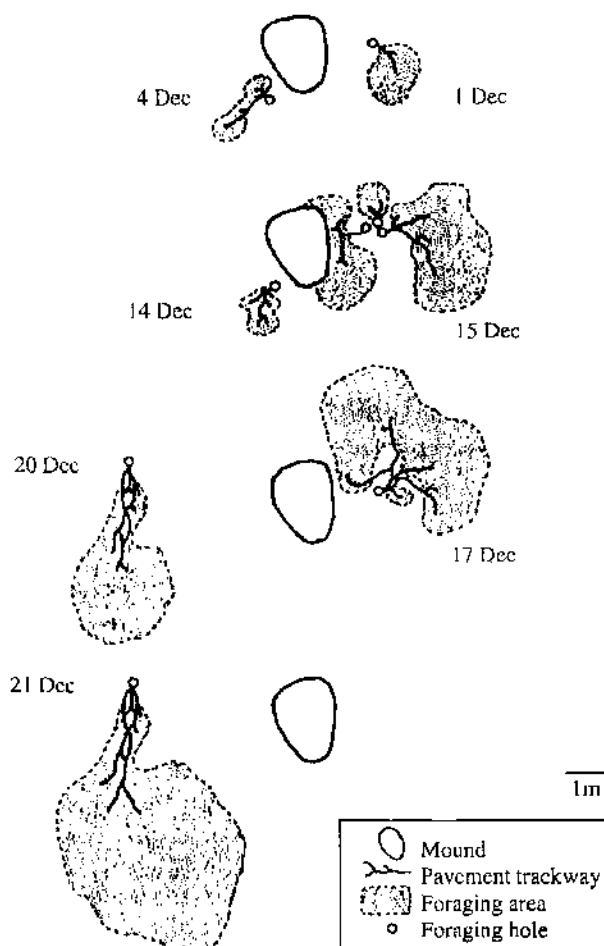 4 Dec
1 Dec
14 Dec
15 Dec
20 Dec
17 Dec
21 Dec
1m
Mound
Pavement trackway
Foraging area
Foraging hole